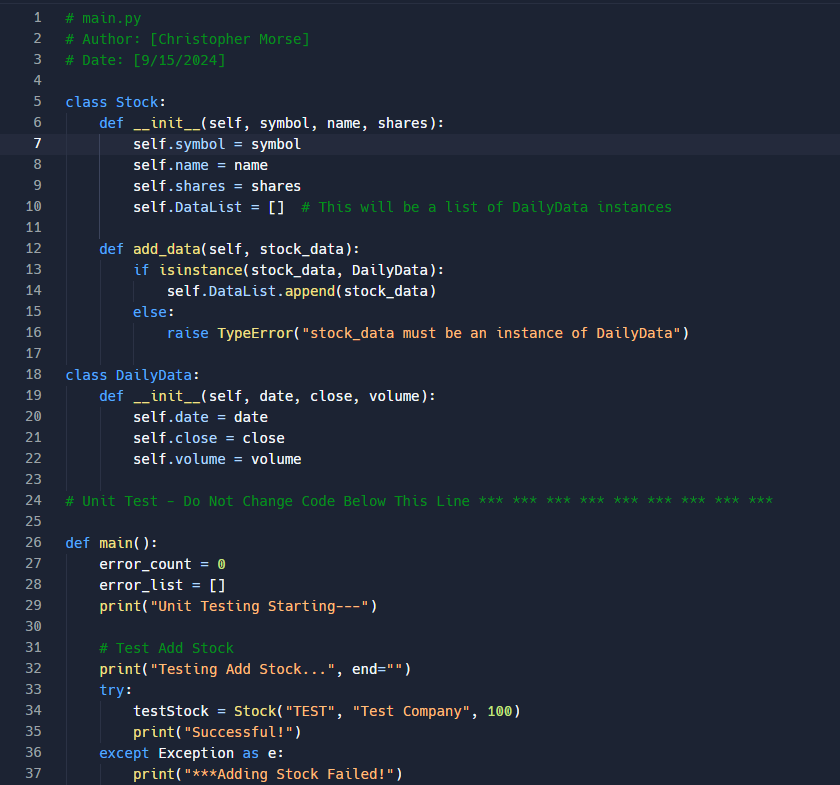 1 # main.py
2 # Author: [Christopher Morse]
3 # Date: [9/15/2024]
4
5 class Stock:
6     def __init__(self, symbol, name, shares):
7         self.symbol = symbol
8         self.name = name
9         self.shares = shares
10         self.DataList = []  # This will be a list of DailyData instances
11
12     def add_data(self, stock_data):
13         if isinstance(stock_data, DailyData):
14             self.DataList.append(stock_data)
15         else:
16             raise TypeError("stock_data must be an instance of DailyData")
17
18 class DailyData:
19     def __init__(self, date, close, volume):
20         self.date = date
21         self.close = close
22         self.volume = volume
23
24 # Unit Test - Do Not Change Code Below This Line *** *** *** *** *** *** *** *** ***
25
26 def main():
27     error_count = 0
28     error_list = []
29     print("Unit Testing Starting---")
30
31     # Test Add Stock
32     print("Testing Add Stock...", end="")
33     try:
34         testStock = Stock("TEST", "Test Company", 100)
35         print("Successful!")
36     except Exception as e:
37         print("***Adding Stock Failed!")